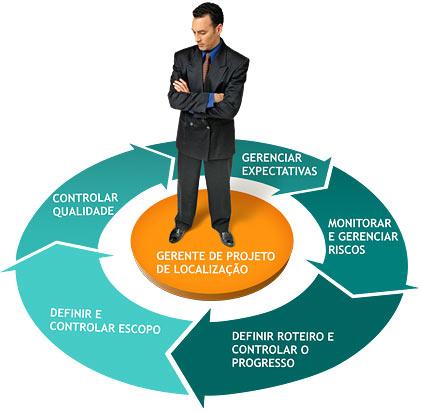 GERENCIAR
EXPECTATIVAS
MONITORAR
E GERENCIAR
RISCOS
DEFINIR ROTEIRO E
CONTROLAR O
PROGRESSO
DEFINIR E
CONTROLAR ESCOPO
CONTROLAR
QUALIDADE
GERENTE DE PROJETO
DE LOCALIZAÇÃO